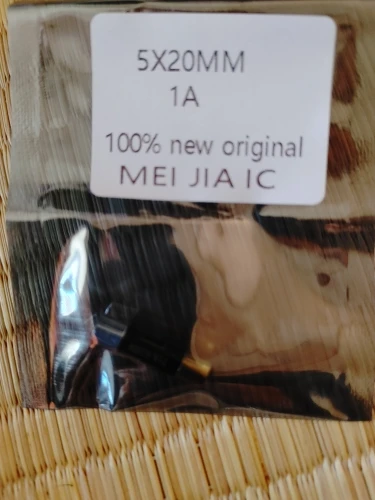 5X20MM
1A
100% new original
MEI JIA IC